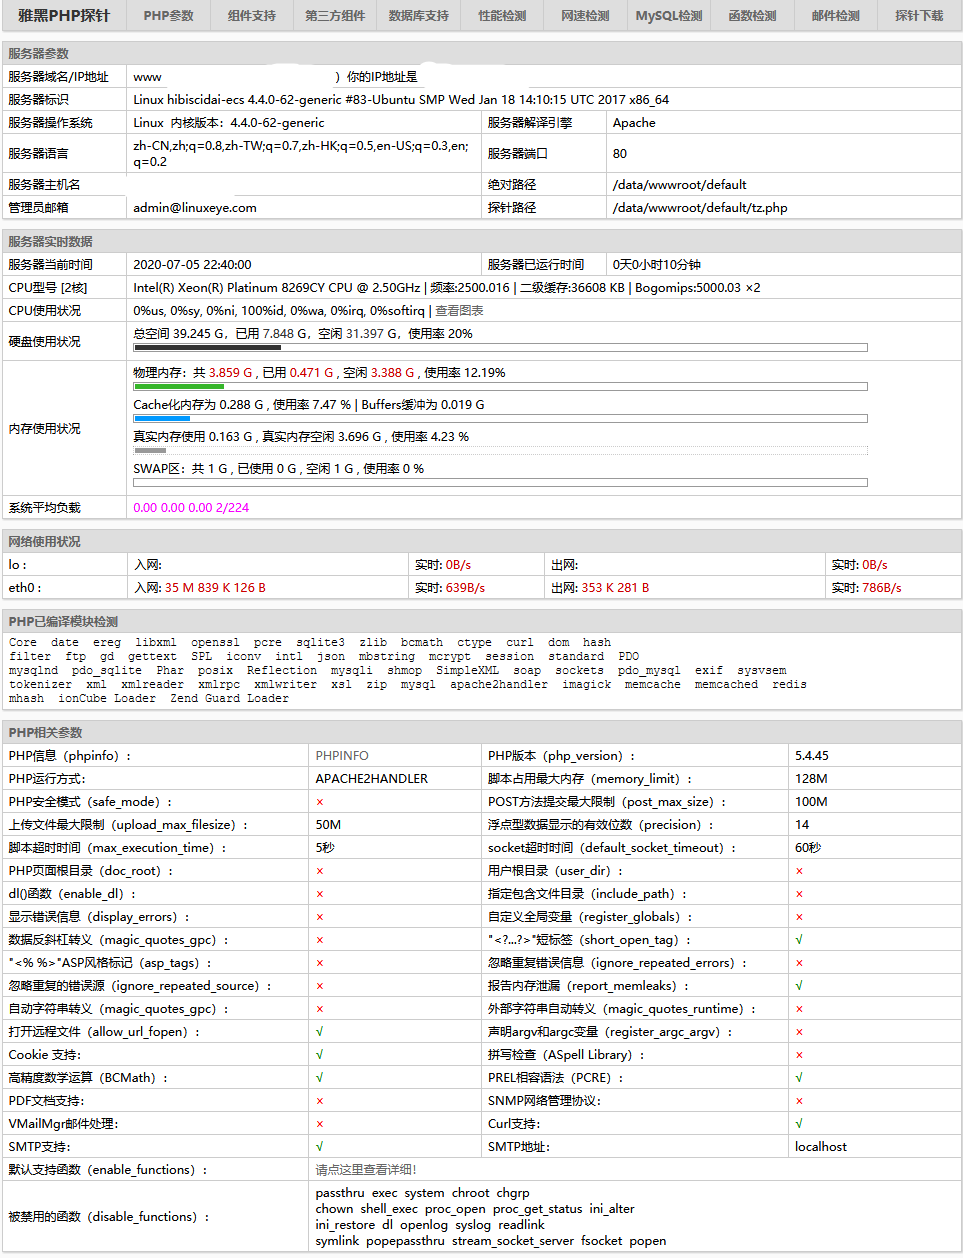 雅黑PHP探针 PHP参数 组件支持 第三方组件 数据库支持 性能检测 网速检测 MySQL检测 函数检测 邮件检测 探针下载
服务器参数
服务器域名/IP地址 www ）你的IP地址是
服务器标识 Linux hibiscidai-ecs 4.4.0-62-generic #83-Ubuntu SMP Wed Jan 18 14:10:15 UTC 2017 x86_64
服务器操作系统 Linux 内核版本：4.4.0-62-generic 服务器解译引擎 Apache
服务器语言 zh-CN,zh;q=0.8,zh-TW;q=0.7,zh-HK;q=0.5,en-US;q=0.3,en;
q=0.2 服务器端口 80
服务器主机名 绝对路径 /data/wwwroot/default
管理员邮箱 admin@linuxeye.com 探针路径 /data/wwwroot/default/tz.php
服务器实时数据
服务器当前时间 2020-07-05 22:40:00 服务器已运行时间 0天0小时10分钟
CPU型号 [2核] Intel(R) Xeon(R) Platinum 8269CY CPU @ 2.50GHz | 频率:2500.016 | 二级缓存:36608 KB | Bogomips:5000.03 ×2
CPU使用状况 0%us, 0%sy, 0%ni, 100%id, 0%wa, 0%irq, 0%softirq | 查看图表
硬盘使用状况 总空间 39.245 G，已用 7.848 G，空闲 31.397 G，使用率 20%
内存使用状况 物理内存：共 3.859 G , 已用 0.471 G , 空闲 3.388 G , 使用率 12.19%
Cache化内存为 0.288 G , 使用率 7.47 % | Buffers缓冲为 0.019 G
真实内存使用 0.163 G , 真实内存空闲 3.696 G , 使用率 4.23 %
SWAP区：共 1 G , 已使用 0 G , 空闲 1 G , 使用率 0 %
系统平均负载 0.00 0.00 0.00 2/224
网络使用状况
lo : 入网: 实时: 0B/s 出网: 实时: 0B/s
eth0 : 入网: 35 M 839 K 126 B 实时: 639B/s 出网: 353 K 281 B 实时: 786B/s
PHP已编译模块检测
Core date ereg libxml openssl pcre sqlite3 zlib bcmath ctype curl dom hash
filter ftp gd gettext SPL iconv intl json mbstring mcrypt session standard PDO
mysqlnd pdo_sqlite Phar posix Reflection mysqli shmop SimpleXML soap sockets pdo_mysql exif sysvsem
tokenizer xml xmlreader xmlrpc xmlwriter xsl zip mysql apache2handler imagick memcache memcached redis
mhash ionCube Loader Zend Guard Loader
PHP相关参数
PHP信息（phpinfo）: PHPINFO PHP版本（php_version）: 5.4.45
PHP运行方式: APACHE2HANDLER 脚本占用最大内存（memory_limit）: 128M
PHP安全模式（safe_mode）: × POST方法提交最大限制（post_max_size）: 100M
上传文件最大限制（upload_max_filesize）: 50M 浮点型数据显示的有效位数（precision）: 14
脚本超时时间（max_execution_time）: 5秒 socket超时时间（default_socket_timeout）: 60秒
PHP页面根目录（doc_root）: × 用户根目录（user_dir）: ×
dl()函数（enable_dl）: × 指定包含文件目录（include_path）: ×
显示错误信息（display_errors）: × 自定义全局变量（register_globals）: ×
数据反斜杠转义（magic_quotes_gpc）: × "<?...?>"短标签（short_open_tag）: √
"<% %>"ASP风格标记（asp_tags）: × 忽略重复错误信息（ignore_repeated_errors）: ×
忽略重复的错误源（ignore_repeated_source）: × 报告内存泄漏（report_memleaks）: √
自动字符串转义（magic_quotes_gpc）: × 外部字符串自动转义（magic_quotes_runtime）: ×
打开远程文件（allow_url_fopen）: √ 声明argv和argc变量（register_argc_argv）: ×
Cookie 支持: √ 拼写检查（ASpell Library）: ×
高精度数学运算（BCMath）: √ PREL相容语法（PCRE）: √
PDF文档支持: × SNMP网络管理协议: ×
VMailMgr邮件处理: × Curl支持: √
SMTP支持: √ SMTP地址: localhost
默认支持函数（enable_functions）: 请点这里查看详细！
被禁用的函数（disable_functions）: passthru exec system chroot chgrp
chown shell_exec proc_open proc_get_status ini_alter
ini_restore dl openlog syslog readlink
symlink popepassthru stream_socket_server fsocket popen